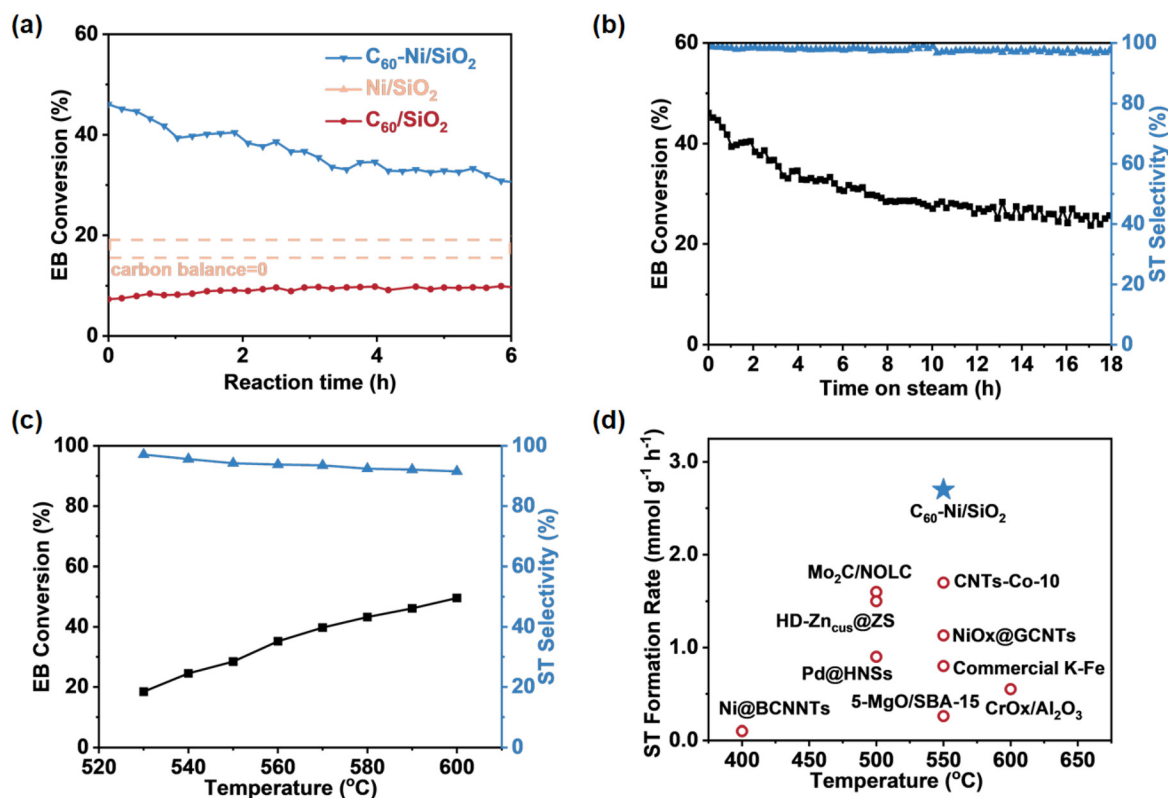 (a)
60
40
20
0
EB Conversion (%)
C₆₀-Ni/SiO₂
Ni/SiO₂
C₆₀/SiO₂
carbon balance=0
0 2 4 6
Reaction time (h)
(b)
60
40
20
0
EB Conversion (%)
100
80
60
40
20
0
ST Selectivity (%)
0 2 4 6 8 10 12 14 16 18
Time on steam (h)
(c)
100
80
60
40
20
0
EB Conversion (%)
100
80
60
40
20
0
ST Selectivity (%)
520 540 560 580 600
Temperature (°C)
(d)
3.0
2.0
1.0
0.0
ST Formation Rate (mmol g⁻¹ h⁻¹)
C₆₀-Ni/SiO₂
Mo₂C/NOLC
CNTs-Co-10
HD-Zn_cus@ZS
NiOx@GCNTs
Pd@HNSs
Commercial K-Fe
Ni@BCNNTs
5-MgO/SBA-15
CrOx/Al₂O₃
400 450 500 550 600 650
Temperature (°C)